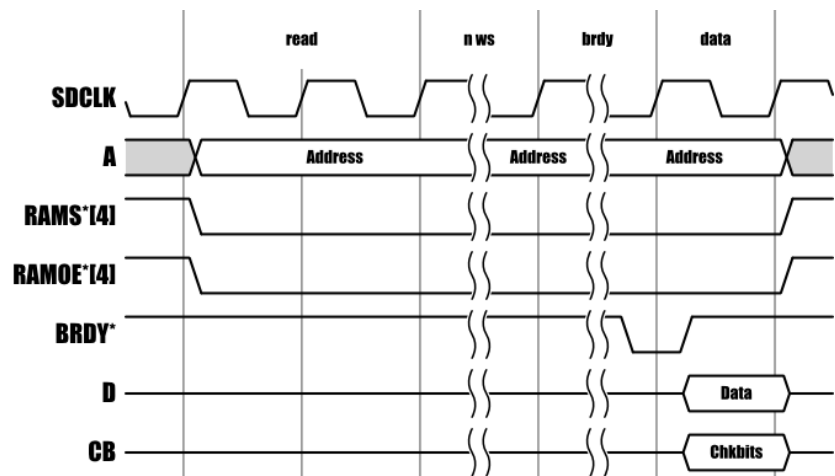 read n ws brdy data
SDCLK
A Address Address Address
RAMS*[4]
RAMOE*[4]
BRDY*
D Data
CB Chkbits